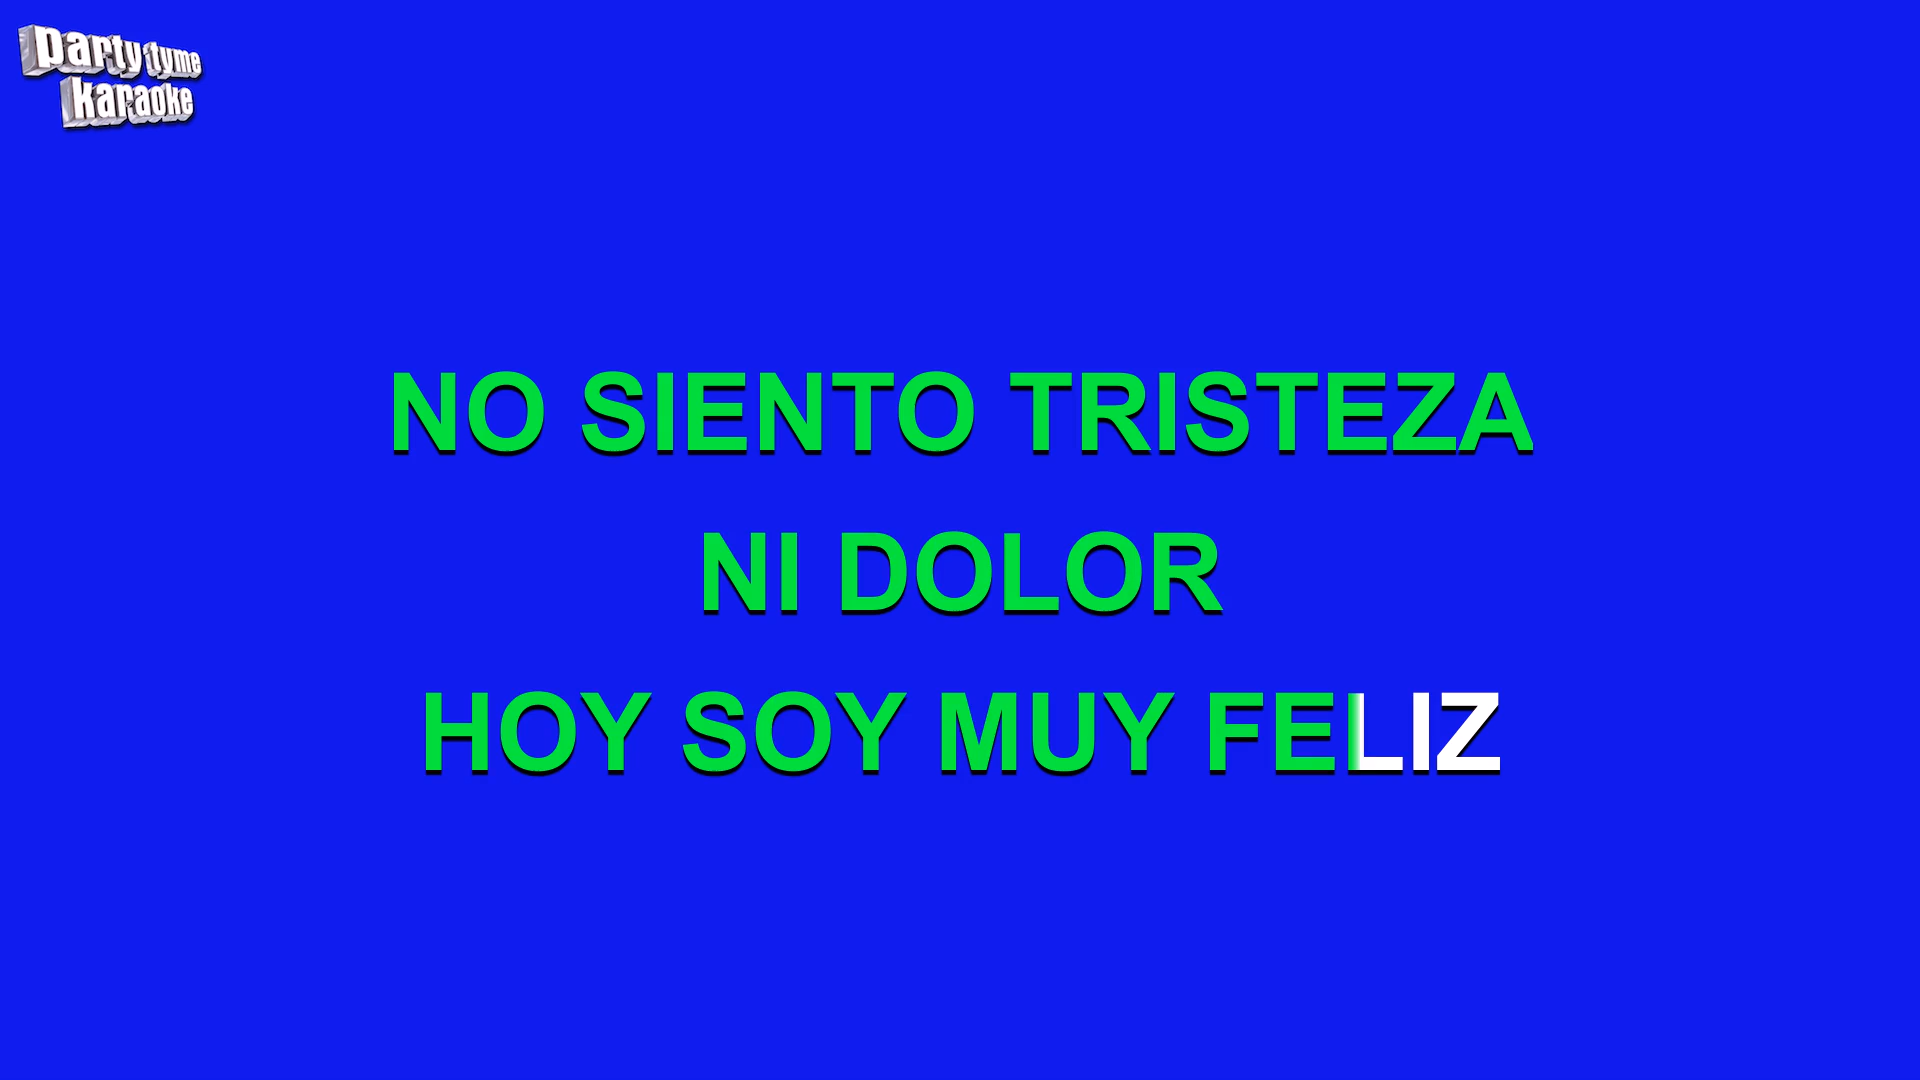 party tyme
karaoke
NO SIENTO TRISTEZA
NI DOLOR
HOY SOY MUY FELIZ